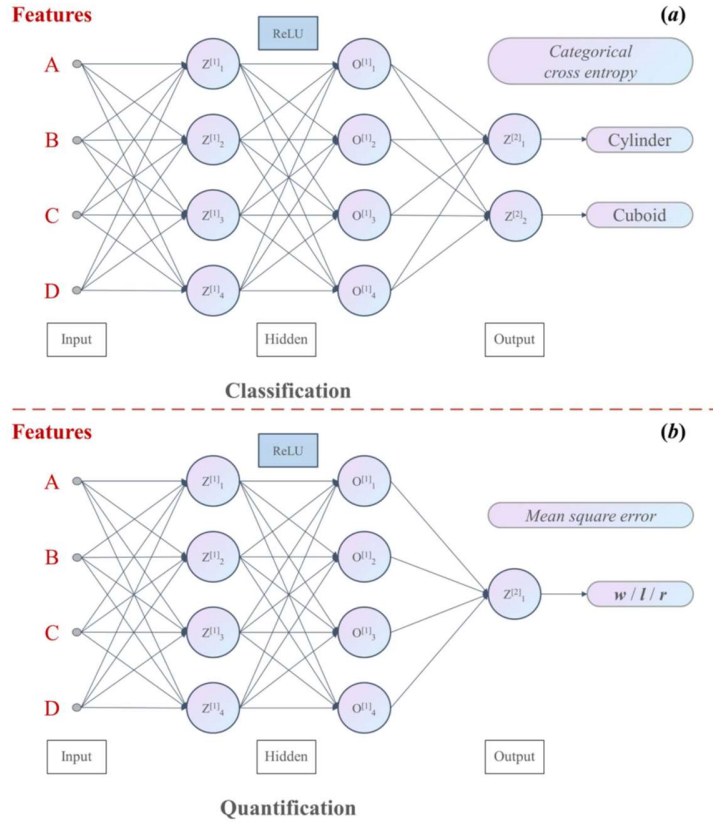 Features
ReLU
(a)
A
Z[1]1
O[1]1
Categorical
cross entropy
B
Z[1]2
O[1]2
Z[2]1
Cylinder
C
Z[1]3
O[1]3
Z[2]2
Cuboid
D
Z[1]4
O[1]4
Input
Hidden
Output
Classification
Features
ReLU
(b)
A
Z[1]1
O[1]1
Mean square error
B
Z[1]2
O[1]2
Z[2]1
w / l / r
C
Z[1]3
O[1]3
D
Z[1]4
O[1]4
Input
Hidden
Output
Quantification